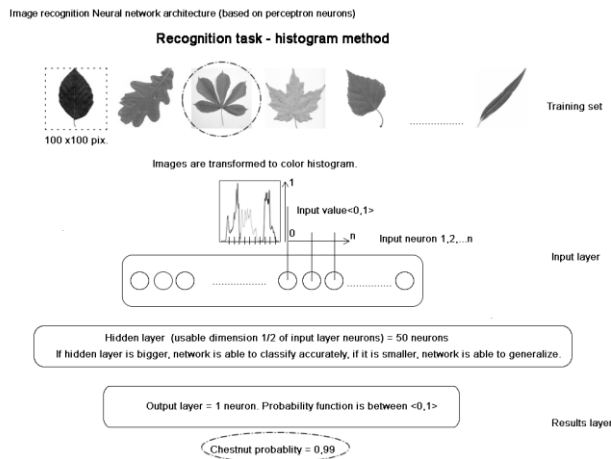 Image recognition Neural network architecture (based on perceptron neurons)
Recognition task - histogram method
100 x100 pix.
Training set
Images are transformed to color histogram.
1
Input value<0,1>
0
n
Input neuron 1,2,...n
Input layer
Hidden layer (usable dimension 1/2 of input layer neurons) = 50 neurons
If hidden layer is bigger, network is able to classify accurately, if it is smaller, network is able to generalize.
Output layer = 1 neuron. Probability function is between <0,1>
Results layer
Chestnut probablity = 0,99